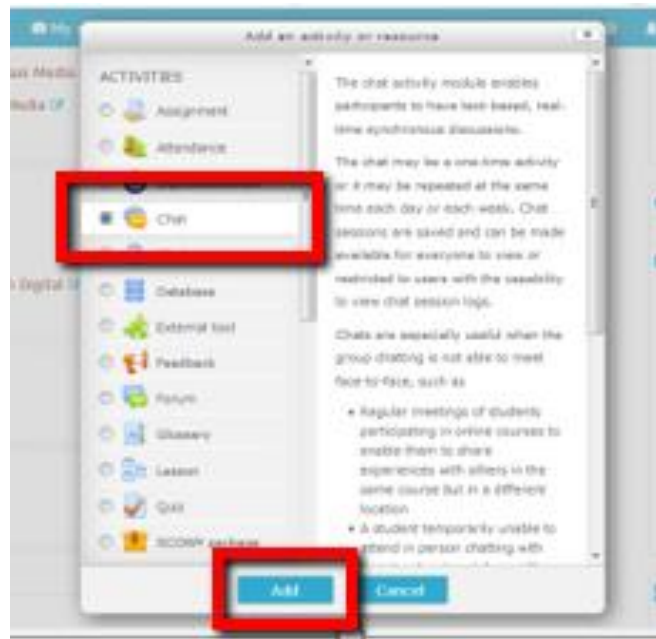 My
Add an activity or resource
ACTIVITIES
Assignment
Attendance
Chat
Database
External tool
Feedback
Forum
Glossary
Lesson
Quiz
SCORM package
The chat activity module enables
participants to have text-based, real-
time synchronous discussions.
The chat may be a one-time activity
or it may be repeated at the same
time each day or each week. Chat
sessions are saved and can be made
available for everyone to view or
restricted to users with the capability
to view chat session logs.
Chats are especially useful when the
group chatting is not able to meet
face-to-face, such as
• Regular meetings of students
participating in online courses to
enable them to share
experiences with others in the
same course but in a different
location
• A student temporarily unable to
attend in person chatting with
Add
Cancel
Media
Media
Digital